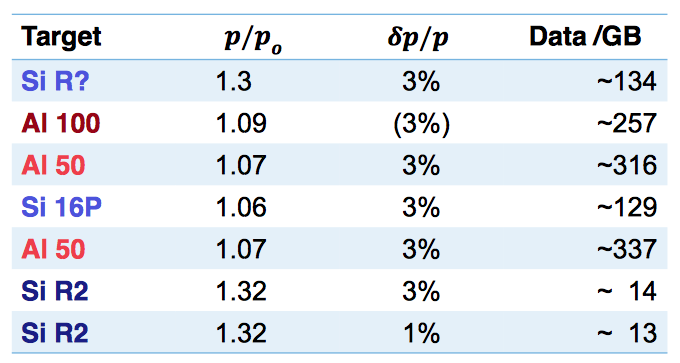 Target p/pₒ δp/p Data /GB
Si R? 1.3 3% ~134
Al 100 1.09 (3%) ~257
Al 50 1.07 3% ~316
Si 16P 1.06 3% ~129
Al 50 1.07 3% ~337
Si R2 1.32 3% ~ 14
Si R2 1.32 1% ~ 13